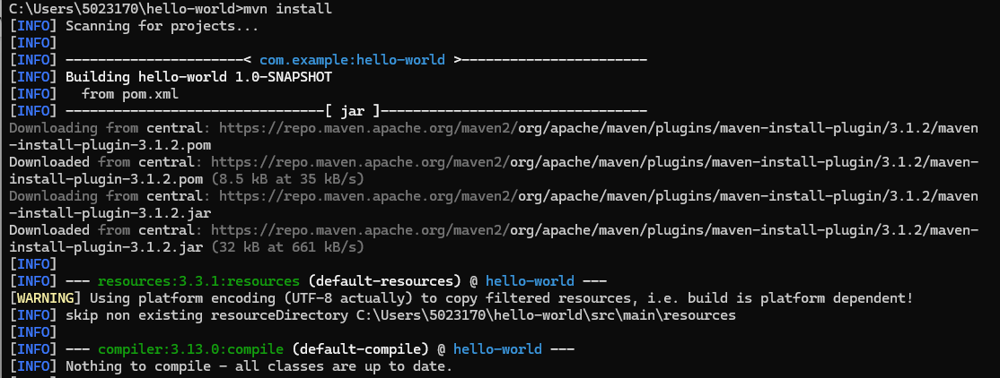 C:\Users\5023170\hello-world>mvn install
[INFO] Scanning for projects...
[INFO]
[INFO] ----------------------< com.example:hello-world >-----------------------
[INFO] Building hello-world 1.0-SNAPSHOT
[INFO]   from pom.xml
[INFO] --------------------------------[ jar ]---------------------------------
Downloading from central: https://repo.maven.apache.org/maven2/org/apache/maven/plugins/maven-install-plugin/3.1.2/maven
-install-plugin-3.1.2.pom
Downloaded from central: https://repo.maven.apache.org/maven2/org/apache/maven/plugins/maven-install-plugin/3.1.2/maven-
install-plugin-3.1.2.pom (8.5 kB at 35 kB/s)
Downloading from central: https://repo.maven.apache.org/maven2/org/apache/maven/plugins/maven-install-plugin/3.1.2/maven
-install-plugin-3.1.2.jar
Downloaded from central: https://repo.maven.apache.org/maven2/org/apache/maven/plugins/maven-install-plugin/3.1.2/maven-
install-plugin-3.1.2.jar (32 kB at 661 kB/s)
[INFO]
[INFO] --- resources:3.3.1:resources (default-resources) @ hello-world ---
[WARNING] Using platform encoding (UTF-8 actually) to copy filtered resources, i.e. build is platform dependent!
[INFO] skip non existing resourceDirectory C:\Users\5023170\hello-world\src\main\resources
[INFO]
[INFO] --- compiler:3.13.0:compile (default-compile) @ hello-world ---
[INFO] Nothing to compile - all classes are up to date.